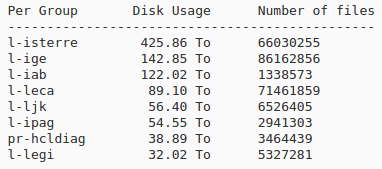 Per Group Disk Usage Number of files
-----------------------------------------------
l-isterre 425.86 To 66030255
l-ige 142.85 To 86162856
l-iab 122.02 To 1338573
l-leca 89.10 To 71461859
l-ljk 56.40 To 6526405
l-ipag 54.55 To 2941303
pr-hcldiag 38.89 To 3464439
l-legi 32.02 To 5327281